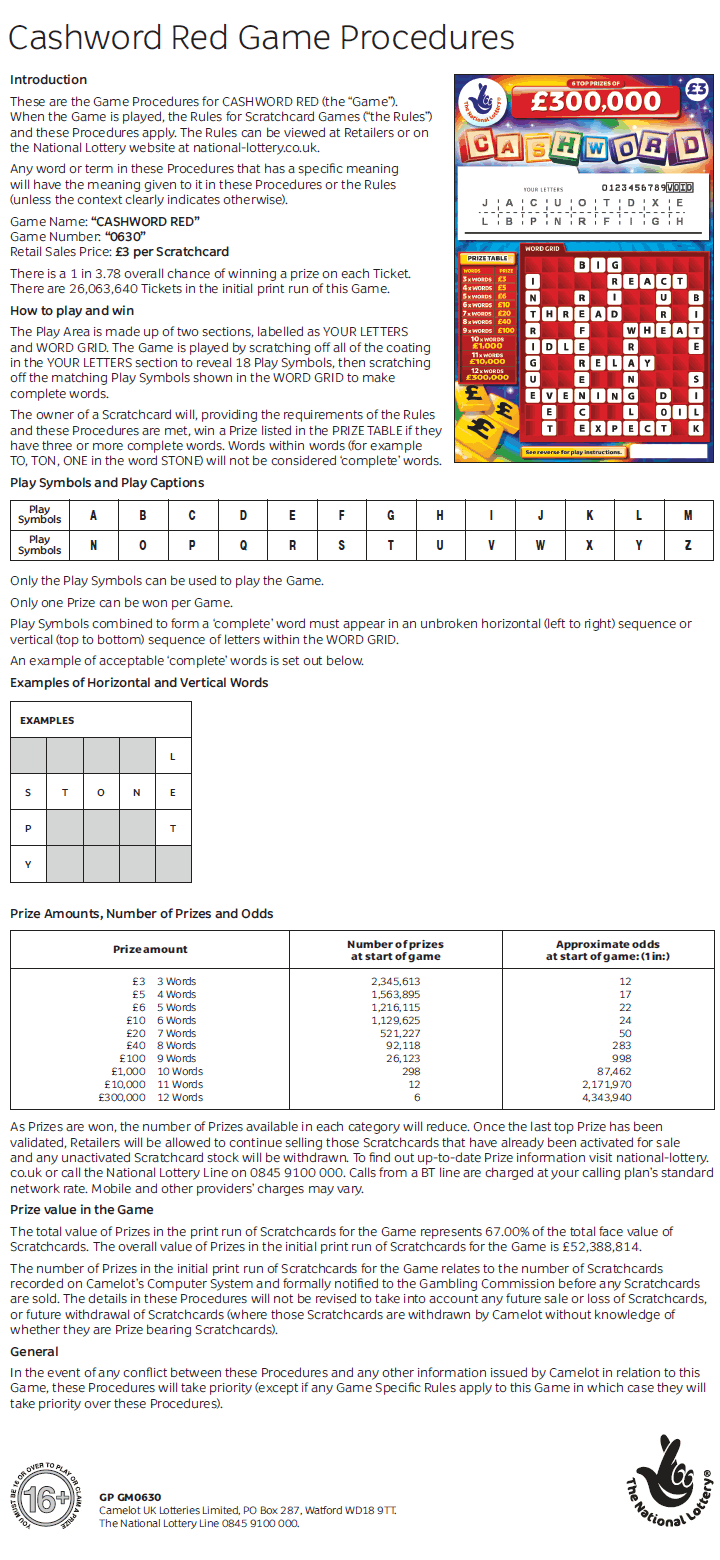 Cashword Red Game Procedures
Introduction
These are the Game Procedures for CASHWORD RED (the “Game”).
When the Game is played, the Rules for Scratchcard Games (“the Rules”)
and these Procedures apply. The Rules can be viewed at Retailers or on
the National Lottery website at national-lottery.co.uk.
Any word or term in these Procedures that has a specific meaning
will have the meaning given to it in these Procedures or the Rules
(unless the context clearly indicates otherwise).
Game Name: “CASHWORD RED”
Game Number: “0630”
Retail Sales Price: £3 per Scratchcard
There is a 1 in 3.78 overall chance of winning a prize on each Ticket.
There are 26,063,640 Tickets in the initial print run of this Game.
How to play and win
The Play Area is made up of two sections, labelled as YOUR LETTERS
and WORD GRID. The Game is played by scratching off all of the coating
in the YOUR LETTERS section to reveal 18 Play Symbols, then scratching
off the matching Play Symbols shown in the WORD GRID to make
complete words.
The owner of a Scratchcard will, providing the requirements of the Rules
and these Procedures are met, win a Prize listed in the PRIZE TABLE if they
have three or more complete words. Words within words (for example
TO, TON, ONE in the word STONE) will not be considered ‘complete’ words.
6 TOP PRIZES OF
£300,000
£3
The National Lottery®
CASHWORD
YOUR LETTERS
0123456789VOID
J A C U O T D X E
L B P N R F I G H
WORD GRID
PRIZE TABLE
WORDS PRIZE
3 x WORDS £3
4 x WORDS £5
5 x WORDS £6
6 x WORDS £10
7 x WORDS £20
8 x WORDS £40
9 x WORDS £100
10 x WORDS
£1,000
11 x WORDS
£10,000
12 x WORDS
£300,000
B I G
I R E A C T
N R I U B
T H R E A D R I
R F W H E A T
I D L E R E
G R E L A Y
U E N S
E V E N I N G D I
E C L O I L
T E X P E C T K
See reverse for play instructions.
Play Symbols and Play Captions
Play Symbols A B C D E F G H I J K L M
Play Symbols N O P Q R S T U V W X Y Z
Only the Play Symbols can be used to play the Game.
Only one Prize can be won per Game.
Play Symbols combined to form a ‘complete’ word must appear in an unbroken horizontal (left to right) sequence or
vertical (top to bottom) sequence of letters within the WORD GRID.
An example of acceptable ‘complete’ words is set out below.
Examples of Horizontal and Vertical Words
EXAMPLES
L
S T O N E
P T
Y
Prize Amounts, Number of Prizes and Odds
Prize amount
Number of prizes at start of game
Approximate odds at start of game: (1 in:)
£3 3 Words 2,345,613 12
£5 4 Words 1,563,895 17
£6 5 Words 1,216,115 22
£10 6 Words 1,129,625 24
£20 7 Words 521,227 50
£40 8 Words 92,118 283
£100 9 Words 26,123 998
£1,000 10 Words 298 87,462
£10,000 11 Words 12 2,171,970
£300,000 12 Words 6 4,343,940
As Prizes are won, the number of Prizes available in each category will reduce. Once the last top Prize has been
validated, Retailers will be allowed to continue selling those Scratchcards that have already been activated for sale
and any unactivated Scratchcard stock will be withdrawn. To find out up-to-date Prize information visit national-lottery.
co.uk or call the National Lottery Line on 0845 9100 000. Calls from a BT line are charged at your calling plan’s standard
network rate. Mobile and other providers’ charges may vary.
Prize value in the Game
The total value of Prizes in the print run of Scratchcards for the Game represents 67.00% of the total face value of
Scratchcards. The overall value of Prizes in the initial print run of Scratchcards for the Game is £52,388,814.
The number of Prizes in the initial print run of Scratchcards for the Game relates to the number of Scratchcards
recorded on Camelot’s Computer System and formally notified to the Gambling Commission before any Scratchcards
are sold. The details in these Procedures will not be revised to take into account any future sale or loss of Scratchcards,
or future withdrawal of Scratchcards (where those Scratchcards are withdrawn by Camelot without knowledge of
whether they are Prize bearing Scratchcards).
General
In the event of any conflict between these Procedures and any other information issued by Camelot in relation to this
Game, these Procedures will take priority (except if any Game Specific Rules apply to this Game in which case they will
take priority over these Procedures).
YOU MUST BE 16 OR OVER TO PLAY OR CLAIM A PRIZE
16+
GP GM0630
Camelot UK Lotteries Limited, PO Box 287, Watford WD18 9TT.
The National Lottery Line 0845 9100 000.
The National Lottery®